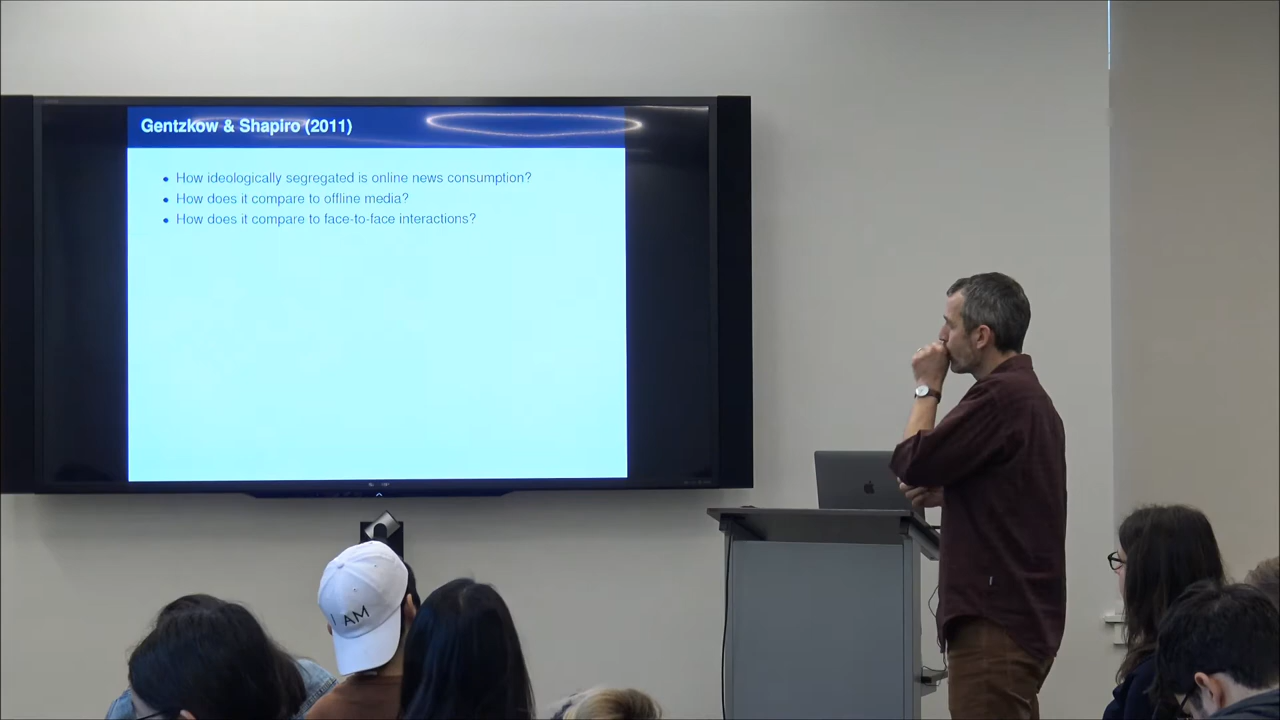 Gentzkow & Shapiro (2011)
How ideologically segregated is online news consumption?
How does it compare to offline media?
How does it compare to face-to-face interactions?
I AM